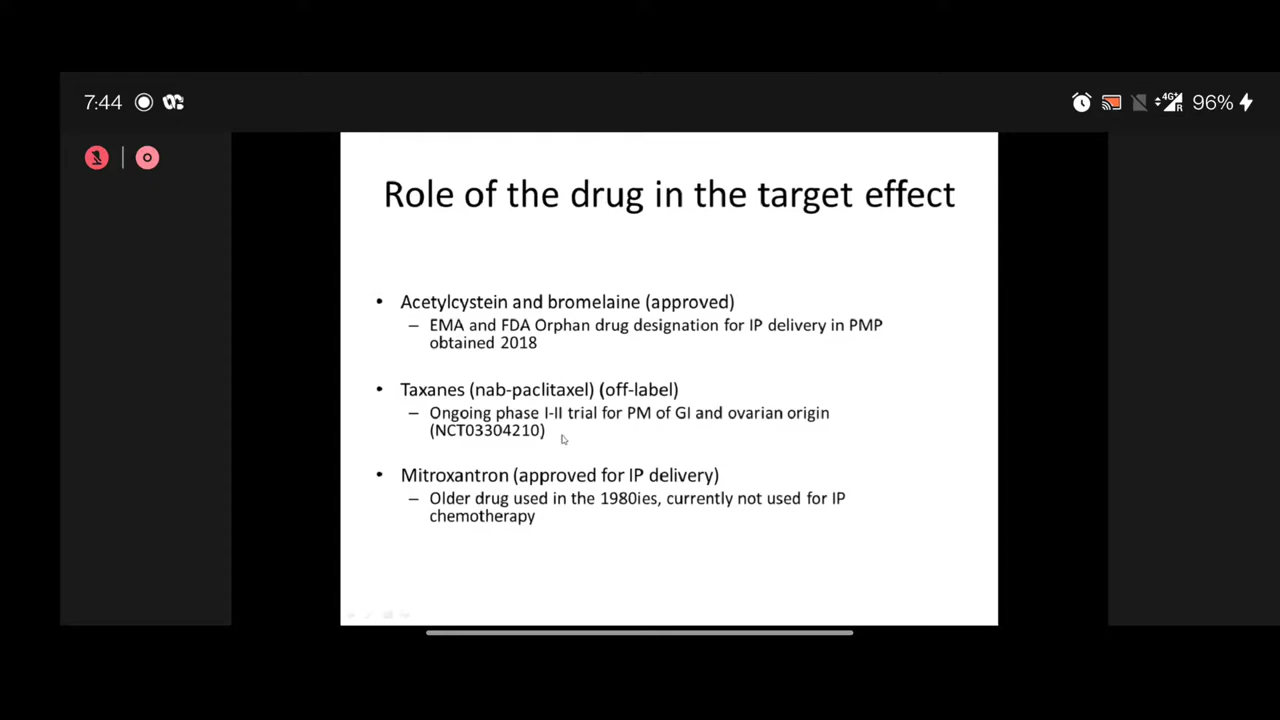 7:44
4G+
R
96%
Role of the drug in the target effect
• Acetylcystein and bromelaine (approved)
– EMA and FDA Orphan drug designation for IP delivery in PMP
obtained 2018
• Taxanes (nab-paclitaxel) (off-label)
– Ongoing phase I-II trial for PM of GI and ovarian origin
(NCT03304210)
• Mitroxantron (approved for IP delivery)
– Older drug used in the 1980ies, currently not used for IP
chemotherapy